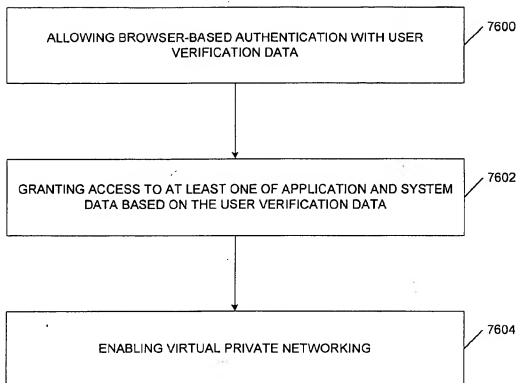 ALLOWING BROWSER-BASED AUTHENTICATION WITH USER
VERIFICATION DATA
7600
GRANTING ACCESS TO AT LEAST ONE OF APPLICATION AND SYSTEM
DATA BASED ON THE USER VERIFICATION DATA
7602
ENABLING VIRTUAL PRIVATE NETWORKING
7604